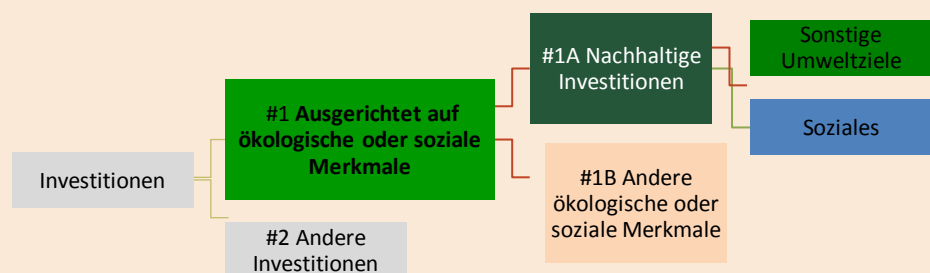 Investitionen
#1 Ausgerichtet auf
ökologische oder soziale
Merkmale
#2 Andere
Investitionen
#1A Nachhaltige
Investitionen
#1B Andere
ökologische oder
soziale Merkmale
Sonstige
Umweltziele
Soziales